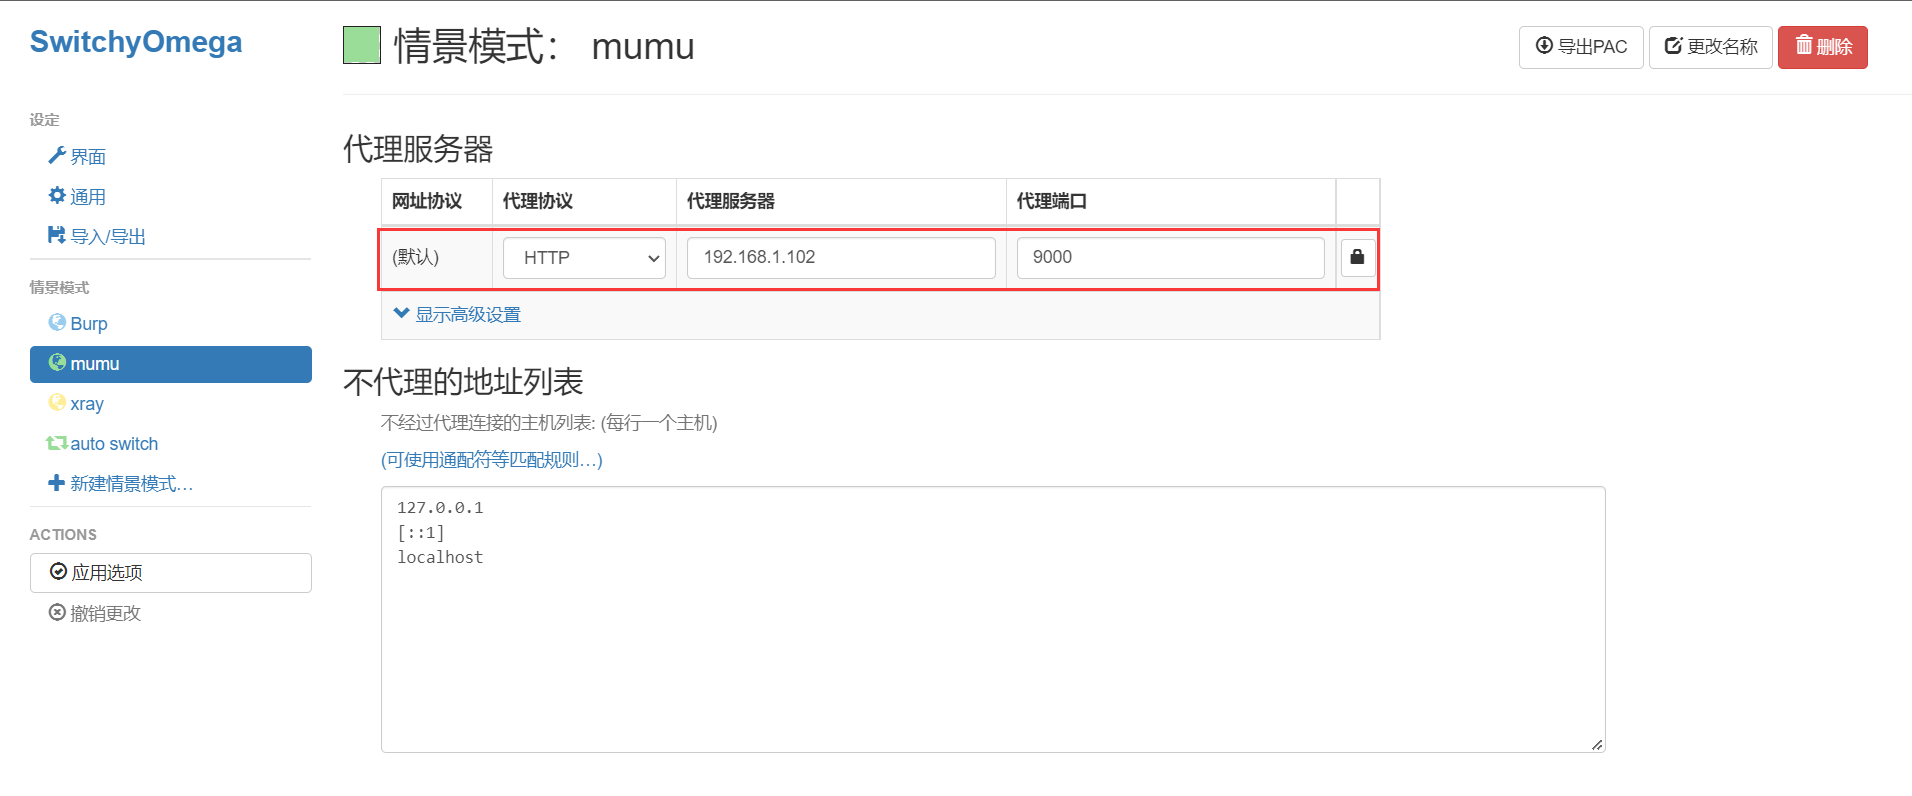 SwitchyOmega
设定
界面
通用
导入/导出
情景模式
Burp
mumu
xray
auto switch
新建情景模式…
ACTIONS
应用选项
撤销更改
情景模式： mumu
导出PAC
更改名称
删除
代理服务器
网址协议 代理协议 代理服务器 代理端口
(默认) HTTP 192.168.1.102 9000
显示高级设置
不代理的地址列表
不经过代理连接的主机列表: (每行一个主机)
(可使用通配符等匹配规则…)
127.0.0.1
[::1]
localhost